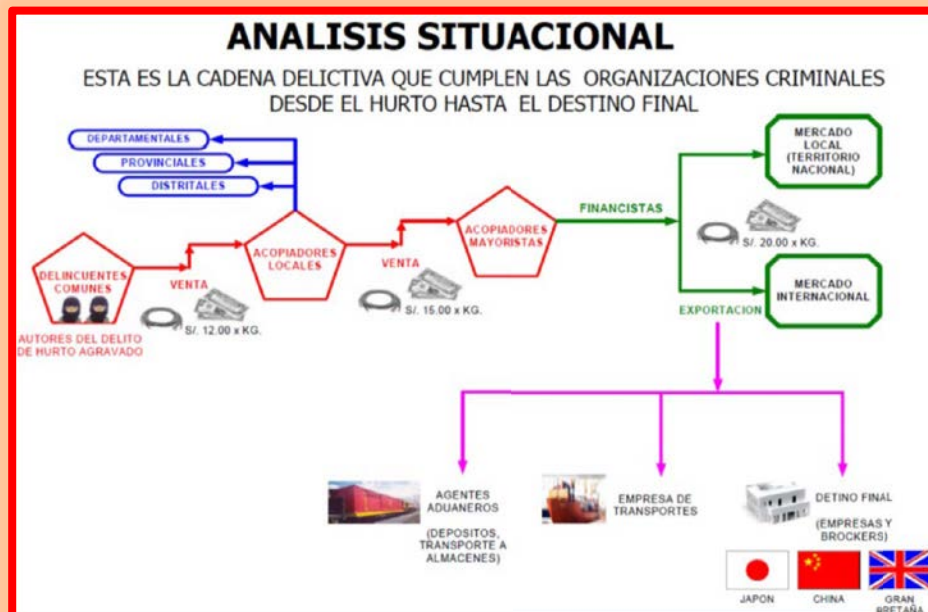 ANALISIS SITUACIONAL
ESTA ES LA CADENA DELICTIVA QUE CUMPLEN LAS ORGANIZACIONES CRIMINALES
DESDE EL HURTO HASTA EL DESTINO FINAL
DEPARTAMENTALES
PROVINCIALES
DISTRITALES
DELINCUENTES
COMUNES
AUTORES DEL DELITO
DE HURTO AGRAVADO
VENTA
S/. 12.00 x KG.
ACOPIADORES
LOCALES
VENTA
S/. 15.00 x KG.
ACOPIADORES
MAYORISTAS
FINANCISTAS
S/. 20.00 x KG.
MERCADO
LOCAL
(TERRITORIO
NACIONAL)
EXPORTACION
MERCADO
INTERNACIONAL
AGENTES
ADUANEROS
(DEPOSITOS,
TRANSPORTE A
ALMACENES)
EMPRESA DE
TRANSPORTES
DETINO FINAL
(EMPRESAS Y
BROCKERS)
JAPON
CHINA
GRAN
BRETAÑA